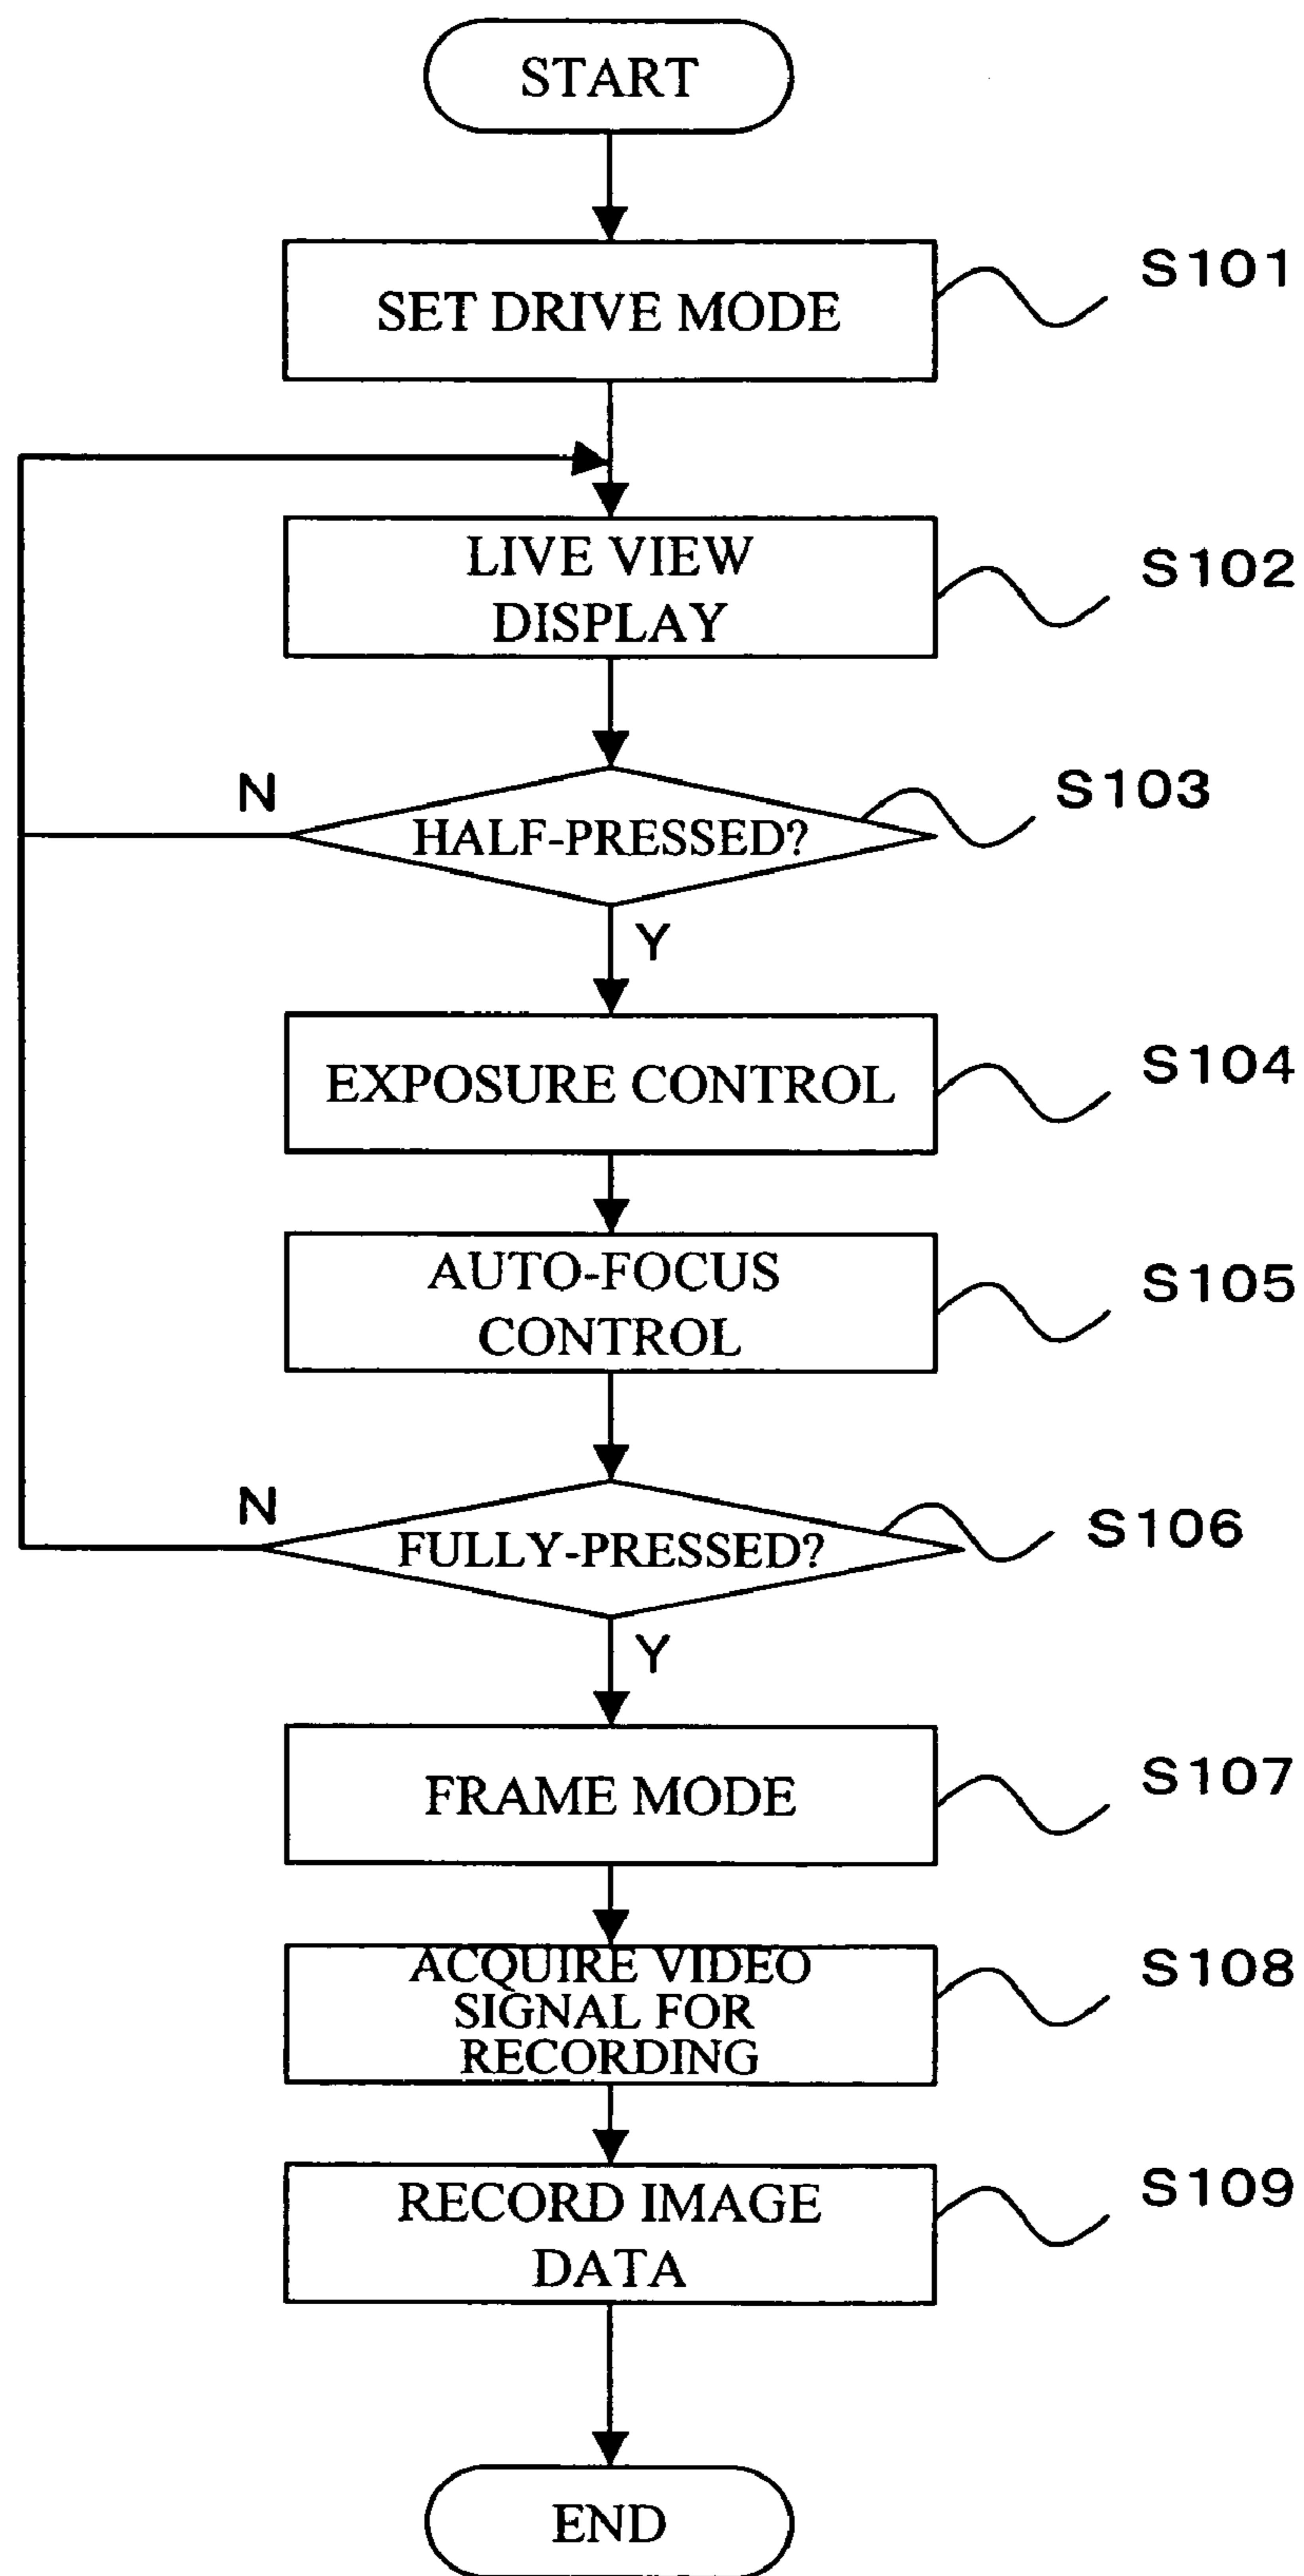 START
SET DRIVE MODE
S101
LIVE VIEW
DISPLAY
S102
N
HALF-PRESSED?
S103
Y
EXPOSURE CONTROL
S104
AUTO-FOCUS
CONTROL
S105
N
FULLY-PRESSED?
S106
Y
FRAME MODE
S107
ACQUIRE VIDEO
SIGNAL FOR
RECORDING
S108
RECORD IMAGE
DATA
S109
END